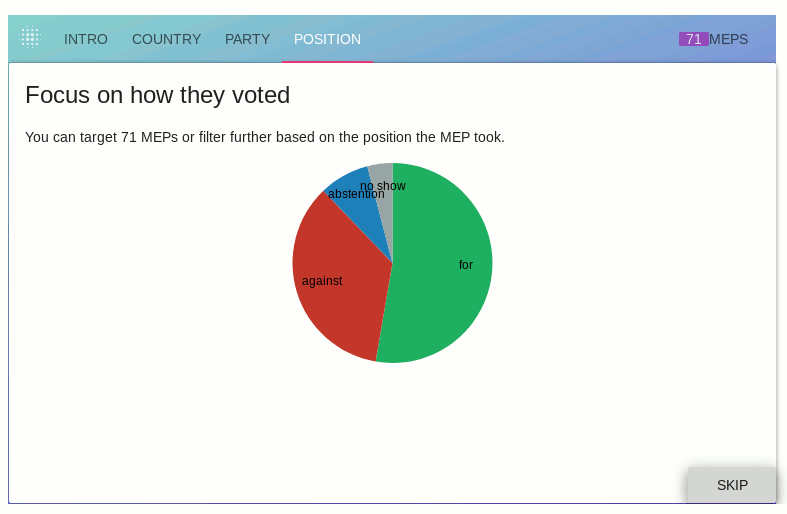 INTRO COUNTRY PARTY POSITION 71 MEPS
Focus on how they voted
You can target 71 MEPs or filter further based on the position the MEP took.
no show
abstention
for
against
SKIP